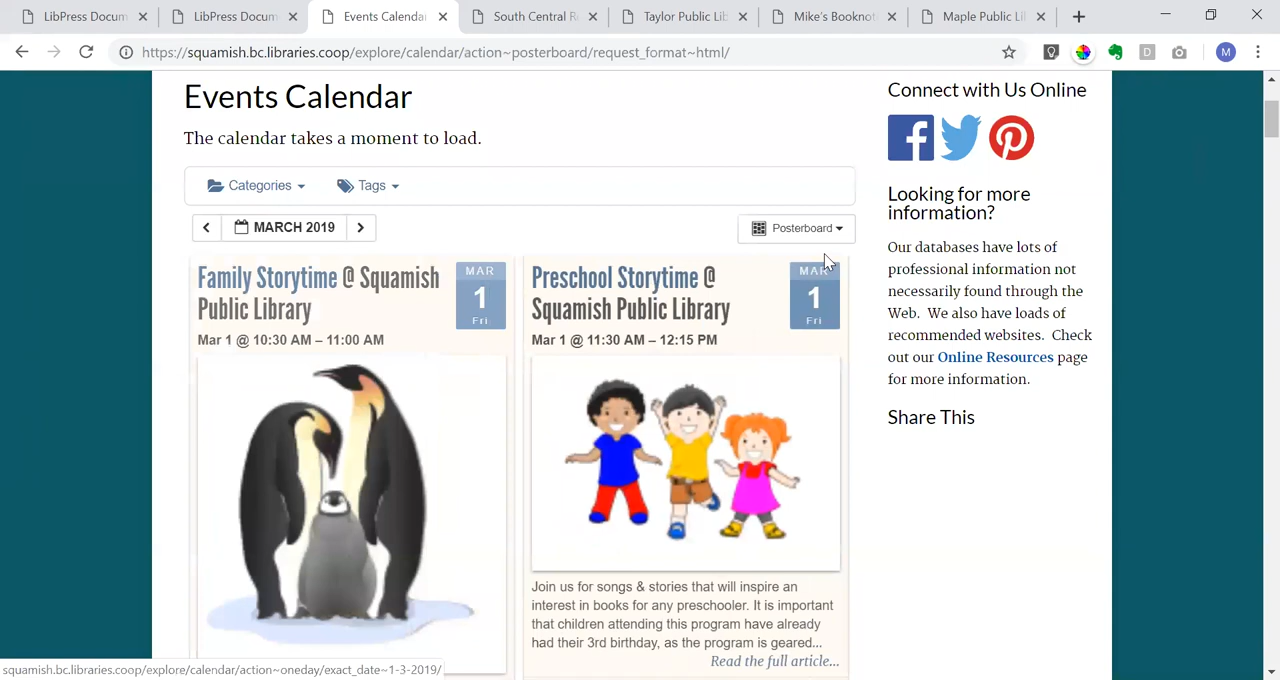 LibPress Docum
LibPress Docum
Events Calenda
South Central R
Taylor Public Lib
Mike's Booknot
Maple Public Li
https://squamish.bc.libraries.coop/explore/calendar/action~posterboard/request_format~html/
D
M
Events Calendar
The calendar takes a moment to load.
Categories
Tags
MARCH 2019
Posterboard
Family Storytime @ Squamish
Public Library
MAR
1
Fri
Mar 1 @ 10:30 AM – 11:00 AM
Preschool Storytime @
Squamish Public Library
MAR
1
Fri
Mar 1 @ 11:30 AM – 12:15 PM
Join us for songs & stories that will inspire an
interest in books for any preschooler. It is important
that children attending this program have already
had their 3rd birthday, as the program is geared...
Read the full article...
Connect with Us Online
Looking for more
information?
Our databases have lots of
professional information not
necessarily found through the
Web. We also have loads of
recommended websites. Check
out our Online Resources page
for more information.
Share This
squamish.bc.libraries.coop/explore/calendar/action~oneday/exact_date~1-3-2019/